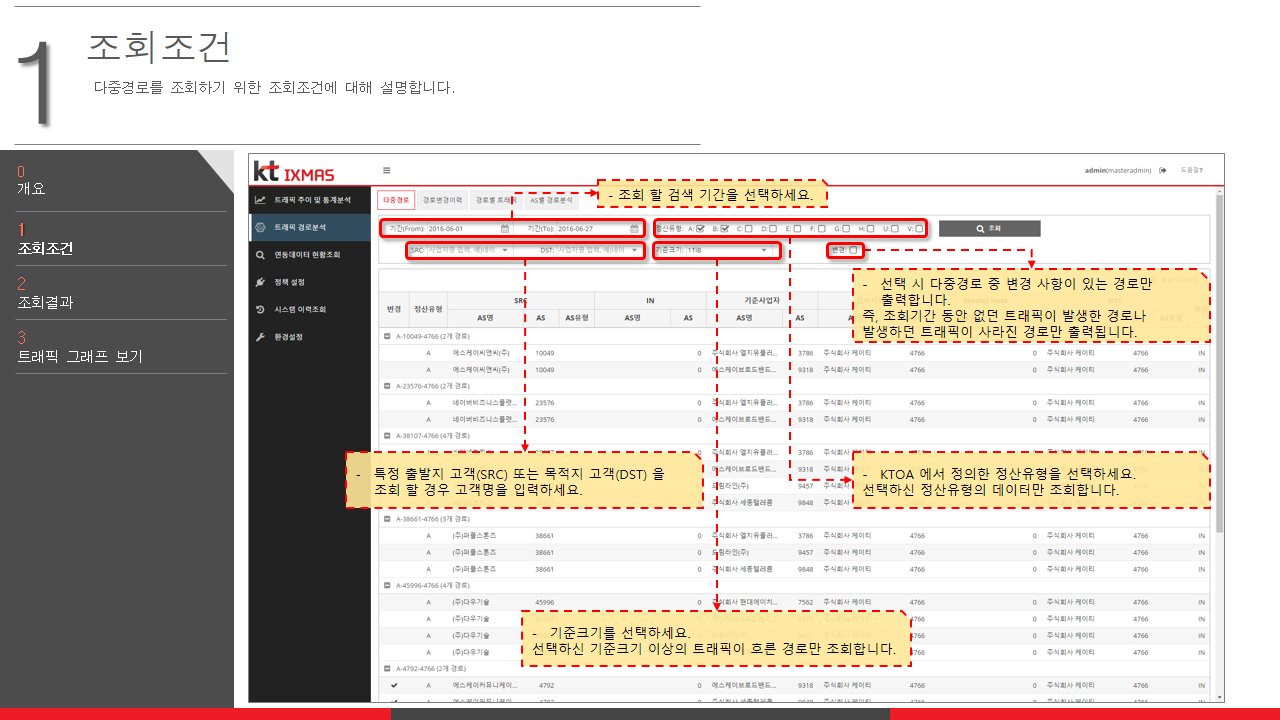 1
조회조건
다중경로를 조회하기 위한 조회조건에 대해 설명합니다.
0
개요
1
조회조건
2
조회결과
3
트래픽 그래프 보기
kt IXMAS
admin(masteradmin)
도움말?
트래픽 추이 및 통계분석
트래픽 경로분석
연동데이터 현황조회
정책 설정
시스템 이력조회
환경설정
다중경로 경로변경이력 경로별 트래픽 AS별 경로분석
- 조회 할 검색 기간을 선택하세요.
기간(From): 2016-06-01 기간(To): 2016-06-27 정산유형: A: B: C: D: E: F: G: H: U: V: 조회
SRC: 사업자명 입력, 예)네이 DST: 사업자명 입력, 예)네이 기준크기: 1TiB 변경:
- 선택 시 다중경로 중 변경 사항이 있는 경로만
출력합니다.
즉, 조회기간 동안 없던 트래픽이 발생한 경로나
발생하던 트래픽이 사라진 경로만 출력됩니다.
변경 정산유형 SRC IN 기준사업자
AS명 AS AS유형 AS명 AS AS명 AS
A-10049-4766 (2개 경로)
A 에스케이씨앤씨(주) 10049 0 주식회사 엘지유플러... 3786 주식회사 케이티 4766 0 주식회사 케이티 4766 IN
A 에스케이씨앤씨(주) 10049 0 에스케이브로드밴드... 9318 주식회사 케이티 4766 0 주식회사 케이티 4766 IN
A-23576-4766 (2개 경로)
A 네이버비즈니스플랫... 23576 0 주식회사 엘지유플러... 3786 주식회사 케이티 4766 0 주식회사 케이티 4766 IN
A 네이버비즈니스플랫... 23576 0 에스케이브로드밴드... 9318 주식회사 케이티 4766 0 주식회사 케이티 4766 IN
A-38107-4766 (4개 경로)
주식회사 엘지유플러... 3786 주식회사 케이티
9318
드림라인(주) 9457
주식회사 세종텔레콤 9848
- 특정 출발지 고객(SRC) 또는 목적지 고객(DST) 을
조회 할 경우 고객명을 입력하세요.
- KTOA 에서 정의한 정산유형을 선택하세요.
선택하신 정산유형의 데이터만 조회합니다.
A-38661-4766 (3개 경로)
A (주)퍼플스톤즈 38661 0 주식회사 엘지유플러... 3786 주식회사 케이티 4766 0 주식회사 케이티 4766 IN
A (주)퍼플스톤즈 38661 0 드림라인(주) 9457 주식회사 케이티 4766 0 주식회사 케이티 4766 IN
A (주)퍼플스톤즈 38661 0 주식회사 세종텔레콤 9848 주식회사 케이티 4766 0 주식회사 케이티 4766 IN
A-45996-4766 (4개 경로)
A (주)다우기술 45996 0 주식회사 현대에이치... 7562 주식회사 케이티 4766 0 주식회사 케이티 4766 IN
A (주)다우기술 4766 0 주식회사 케이티 4766 IN
A (주)다우기술 4766 0 주식회사 케이티 4766 IN
A (주)다우기술 4766 0 주식회사 케이티 4766 IN
- 기준크기를 선택하세요.
선택하신 기준크기 이상의 트래픽이 흐른 경로만 조회합니다.
A-4792-4766 (2개 경로)
A 에스케이커뮤니케이... 4792 0 에스케이브로드밴드... 9318 주식회사 케이티 4766 0 주식회사 케이티 4766 IN